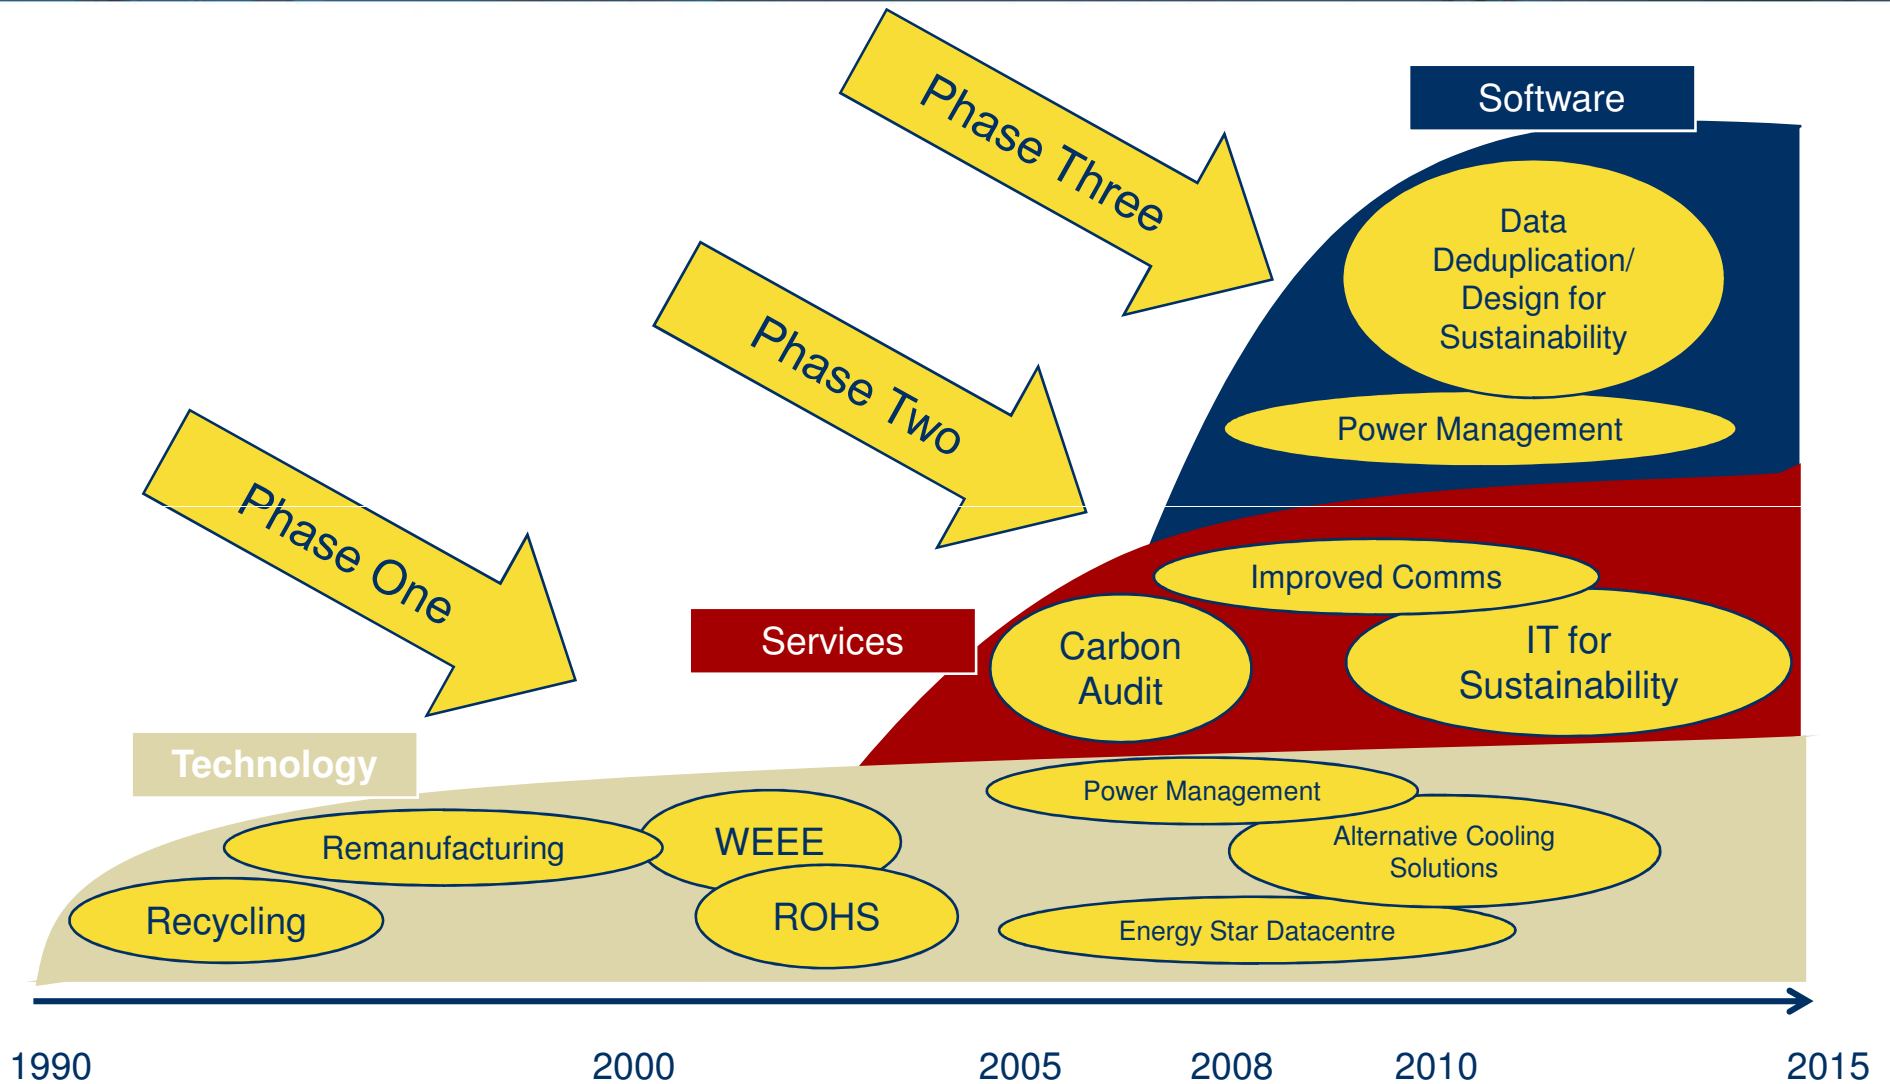 Phase Three
Software
Data
Deduplication/
Design for
Sustainability
Phase Two
Power Management
Phase One
Improved Comms
Services
Carbon
Audit
IT for
Sustainability
Technology
Power Management
Remanufacturing
WEEE
Alternative Cooling
Solutions
Recycling
ROHS
Energy Star Datacentre
1990
2000
2005
2008
2010
2015